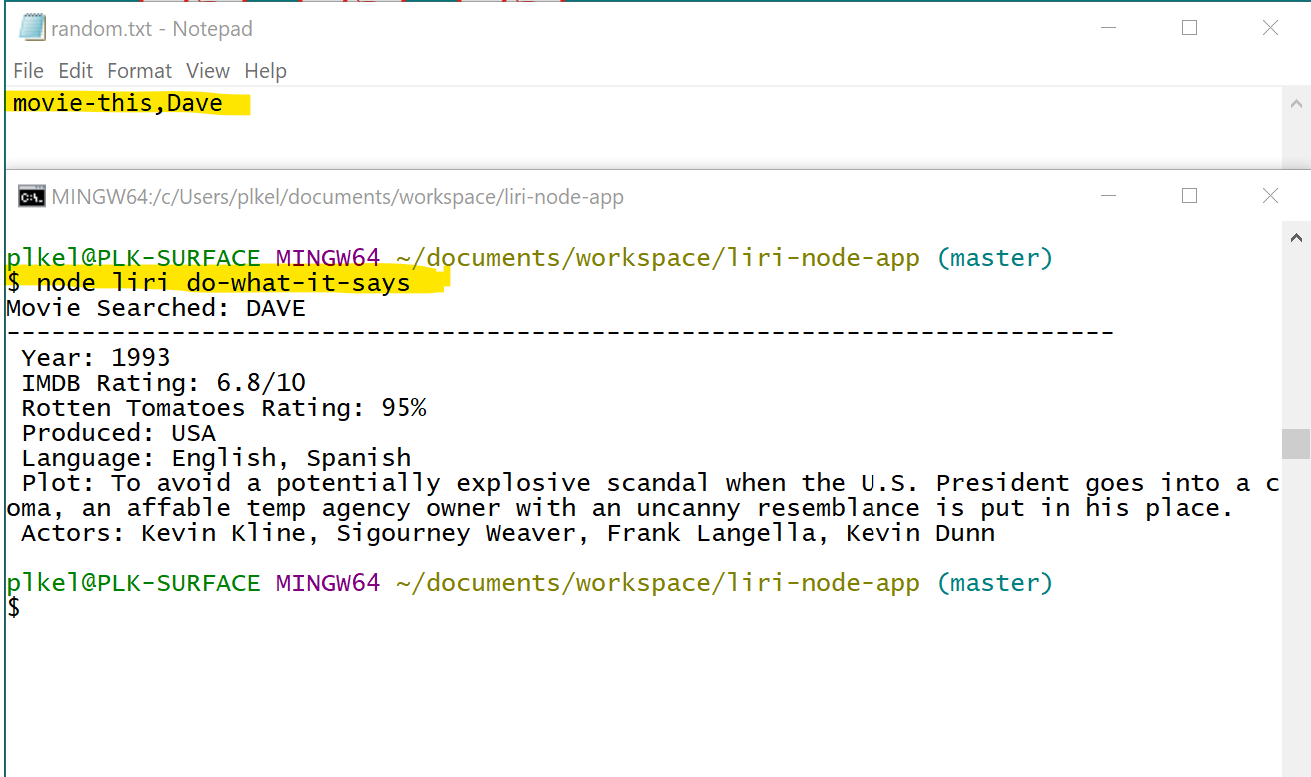 random.txt - Notepad
File Edit Format View Help
movie-this,Dave
MINGW64:/c/Users/plkel/documents/workspace/liri-node-app
plkel@PLK-SURFACE MINGW64 ~/documents/workspace/liri-node-app (master)
$ node liri do-what-it-says
Movie Searched: DAVE
--------------------------------------------------------------------------
Year: 1993
IMDB Rating: 6.8/10
Rotten Tomatoes Rating: 95%
Produced: USA
Language: English, Spanish
Plot: To avoid a potentially explosive scandal when the U.S. President goes into a c
oma, an affable temp agency owner with an uncanny resemblance is put in his place.
Actors: Kevin Kline, Sigourney Weaver, Frank Langella, Kevin Dunn
plkel@PLK-SURFACE MINGW64 ~/documents/workspace/liri-node-app (master)
$